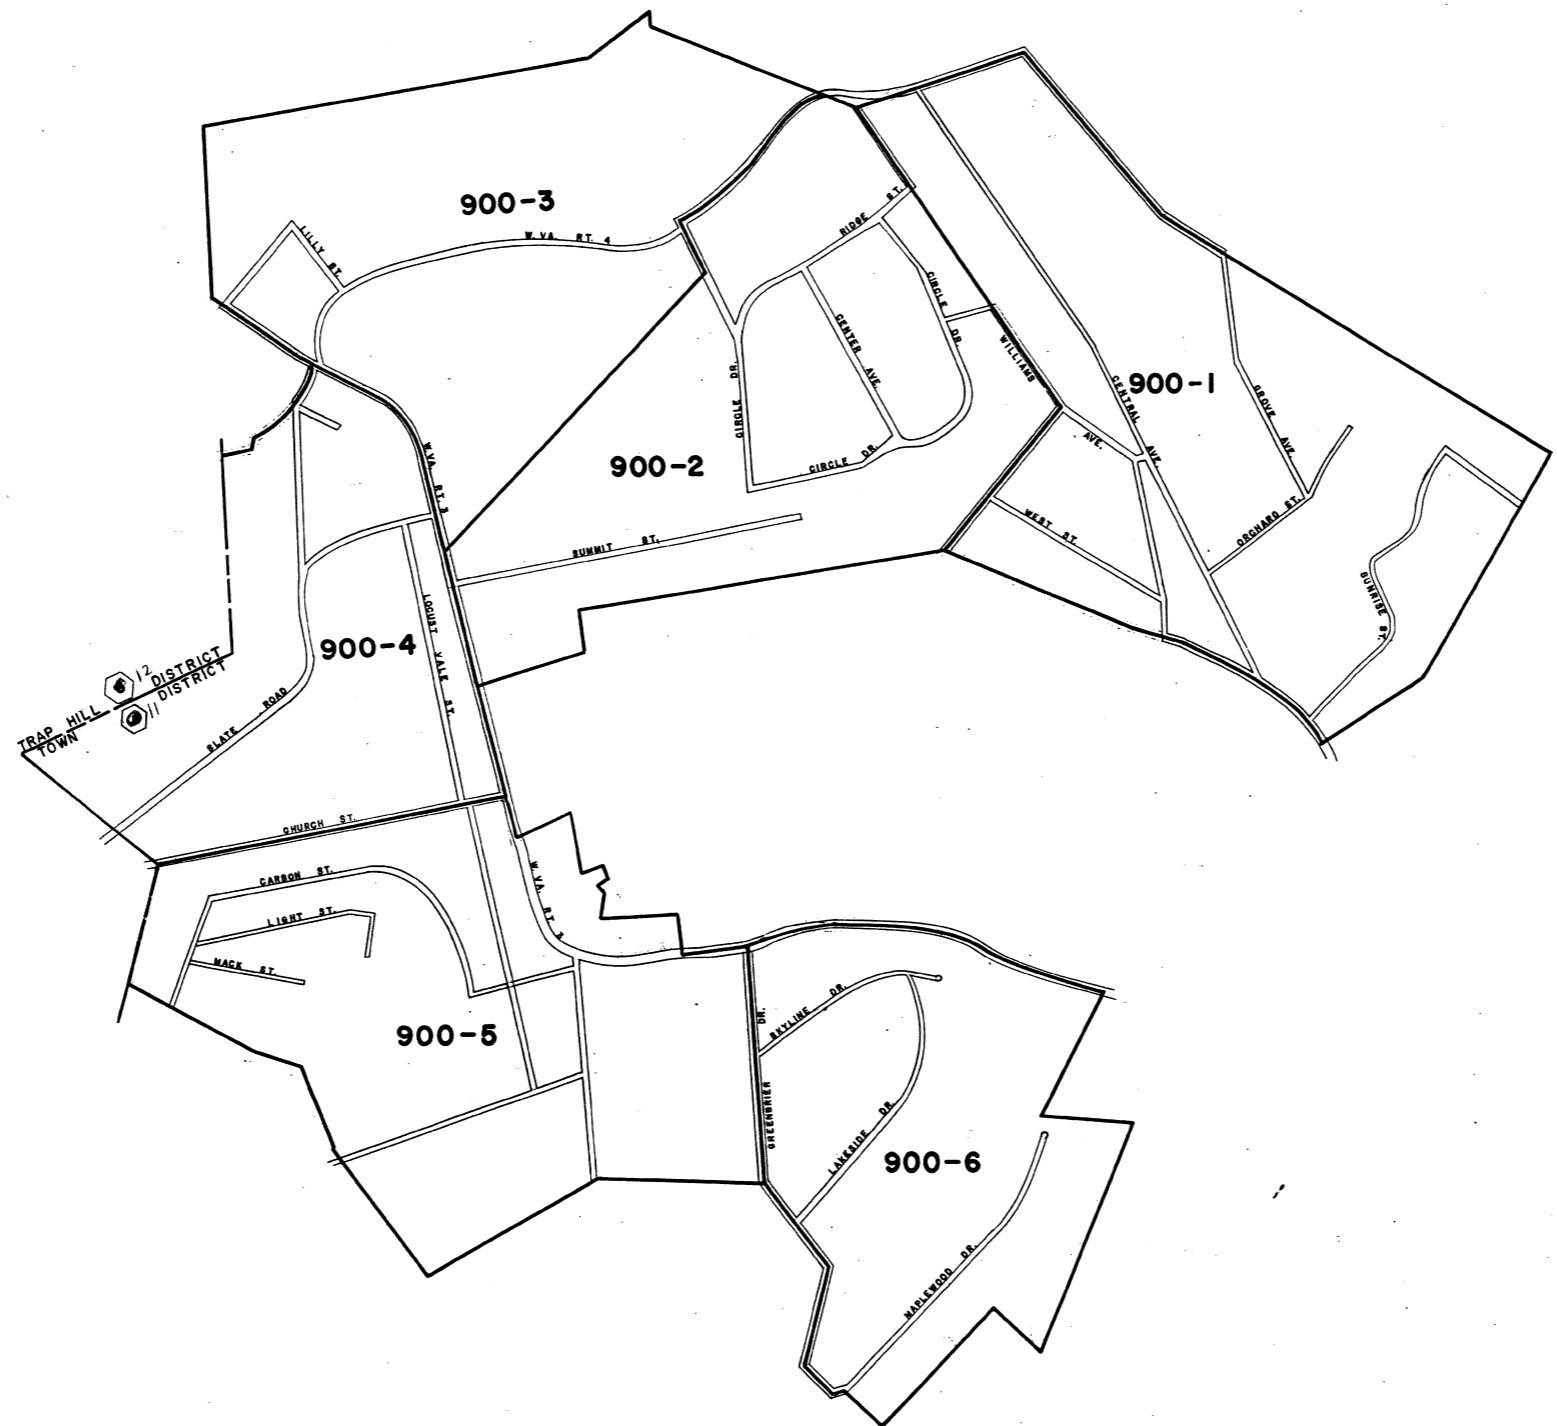 900-3
W. VA. RT. 4
LILLY ST.
RIDGE ST.
CIRCLE DR.
CENTER AVE.
CIRCLE DR.
CIRCLE DR.
900-2
SUMMIT ST.
WILLIAMS AVE.
900-1
CENTRAL AVE.
GROVE AVE.
WEST ST.
ORCHARD ST.
SUNRISE ST.
W. VA. RT. 3
LOCUST VALE ST.
900-4
12
TRAP HILL DISTRICT
TOWN DISTRICT
11
SLATE ROAD
CHURCH ST.
W. VA. RT. 3
CARBON ST.
LIGHT ST.
MACK ST.
900-5
GREENBRIER DR.
SKYLINE DR.
LAKESIDE DR.
900-6
MAPLEWOOD DR.